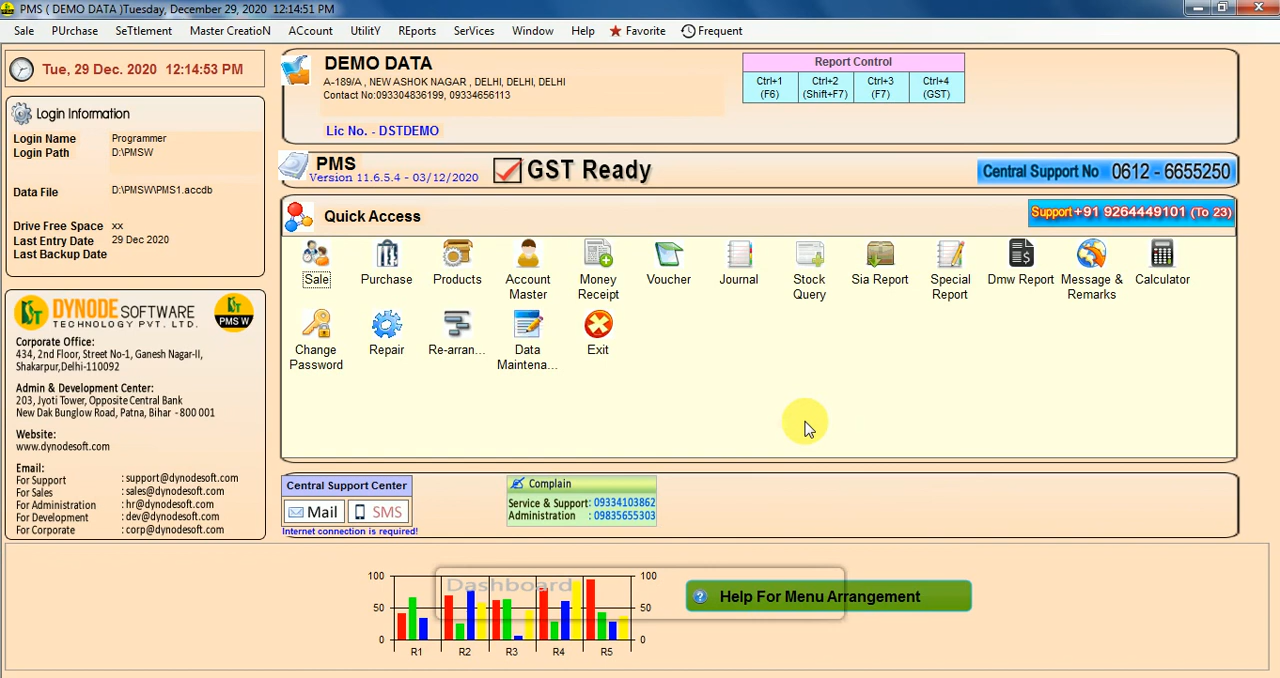 PMS ( DEMO DATA )Tuesday, December 29, 2020 12:14:51 PM
Sale PUrchase SeTtlement Master CreatioN ACcount UtilitY REports SerVices Window Help Favorite Frequent
Tue, 29 Dec. 2020 12:14:53 PM
Login Information
Login Name Programmer
Login Path D:\PMSW
Data File D:\PMSW\PMS1.accdb
Drive Free Space xx
Last Entry Date 29 Dec 2020
Last Backup Date
DYNODE SOFTWARE
TECHNOLOGY PVT. LTD.
PMS W
Corporate Office:
434, 2nd Floor, Street No-1, Ganesh Nagar-II,
Shakarpur,Delhi-110092
Admin & Development Center:
203, Jyoti Tower, Opposite Central Bank
New Dak Bunglow Road, Patna, Bihar - 800 001
Website:
www.dynodesoft.com
Email:
For Support : support@dynodesoft.com
For Sales : sales@dynodesoft.com
For Administration : hr@dynodesoft.com
For Development : dev@dynodesoft.com
For Corporate : corp@dynodesoft.com
DEMO DATA
A-189/A , NEW ASHOK NAGAR , DELHI, DELHI, DELHI
Contact No:093304836199, 09334656113
Lic No. - DSTDEMO
Report Control
Ctrl+1 Ctrl+2 Ctrl+3 Ctrl+4
(F6) (Shift+F7) (F7) (GST)
PMS
Version 11.6.5.4 - 03/12/2020
GST Ready
Central Support No 0612 - 6655250
Quick Access
Support+91 9264449101 (To 23)
Sale Purchase Products Account Money Voucher Journal Stock Sia Report Special Dmw Report Message & Calculator
Master Receipt Query Report Remarks
Change Repair Re-arran... Data Exit
Password Maintena...
Central Support Center
Mail SMS
Internet connection is required!
Complain
Service & Support: 09334103862
Administration : 09835655303
Dashboard
100 100
50 50
0 0
R1 R2 R3 R4 R5
Help For Menu Arrangement